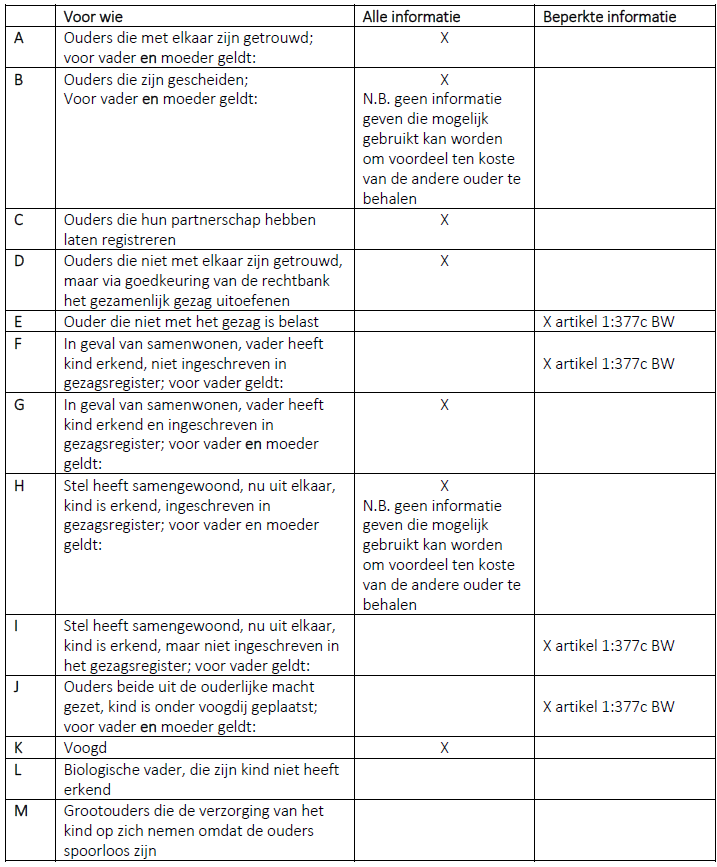 Voor wie Alle informatie Beperkte informatie
A Ouders die met elkaar zijn getrouwd; X
voor vader en moeder geldt:
B Ouders die zijn gescheiden; X
Voor vader en moeder geldt: N.B. geen informatie
geven die mogelijk
gebruikt kan worden
om voordeel ten koste
van de andere ouder te
behalen
C Ouders die hun partnerschap hebben X
laten registreren
D Ouders die niet met elkaar zijn getrouwd, X
maar via goedkeuring van de rechtbank
het gezamenlijk gezag uitoefenen
E Ouder die niet met het gezag is belast X artikel 1:377c BW
F In geval van samenwonen, vader heeft
kind erkend, niet ingeschreven in X artikel 1:377c BW
gezagsregister; voor vader geldt:
G In geval van samenwonen, vader heeft X
kind erkend en ingeschreven in
gezagsregister; voor vader en moeder
geldt:
H Stel heeft samengewoond, nu uit elkaar, X
kind is erkend, ingeschreven in N.B. geen informatie
gezagsregister; voor vader en moeder geven die mogelijk
geldt: gebruikt kan worden
om voordeel ten koste
van de andere ouder te
behalen
I Stel heeft samengewoond, nu uit elkaar,
kind is erkend, maar niet ingeschreven in X artikel 1:377c BW
het gezagsregister; voor vader geldt:
J Ouders beide uit de ouderlijke macht
gezet, kind is onder voogdij geplaatst; X artikel 1:377c BW
voor vader en moeder geldt:
K Voogd X
L Biologische vader, die zijn kind niet heeft
erkend
M Grootouders die de verzorging van het
kind op zich nemen omdat de ouders
spoorloos zijn